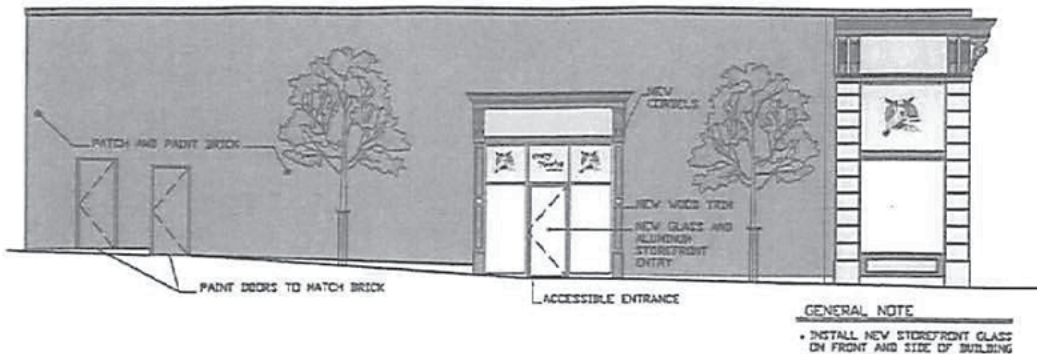 NEW
CORBELS
PATCH AND PAINT BRICK
NEW WOOD TRIM
NEW GLASS AND
ALUMINUM
STOREFRONT
ENTRY
PAINT DOORS TO MATCH BRICK
ACCESSIBLE ENTRANCE
GENERAL NOTE
• INSTALL NEW STOREFRONT GLASS
ON FRONT AND SIDE OF BUILDING